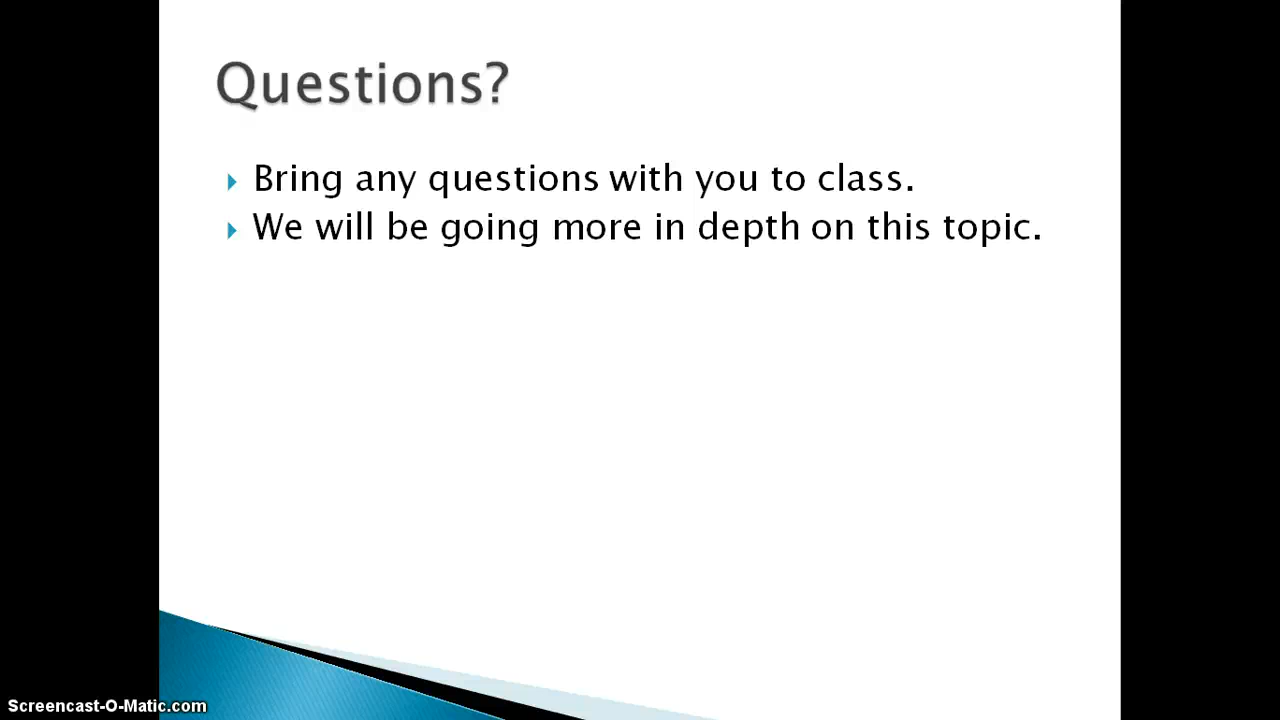 Questions?
Bring any questions with you to class.
We will be going more in depth on this topic.
Screencast-O-Matic.com